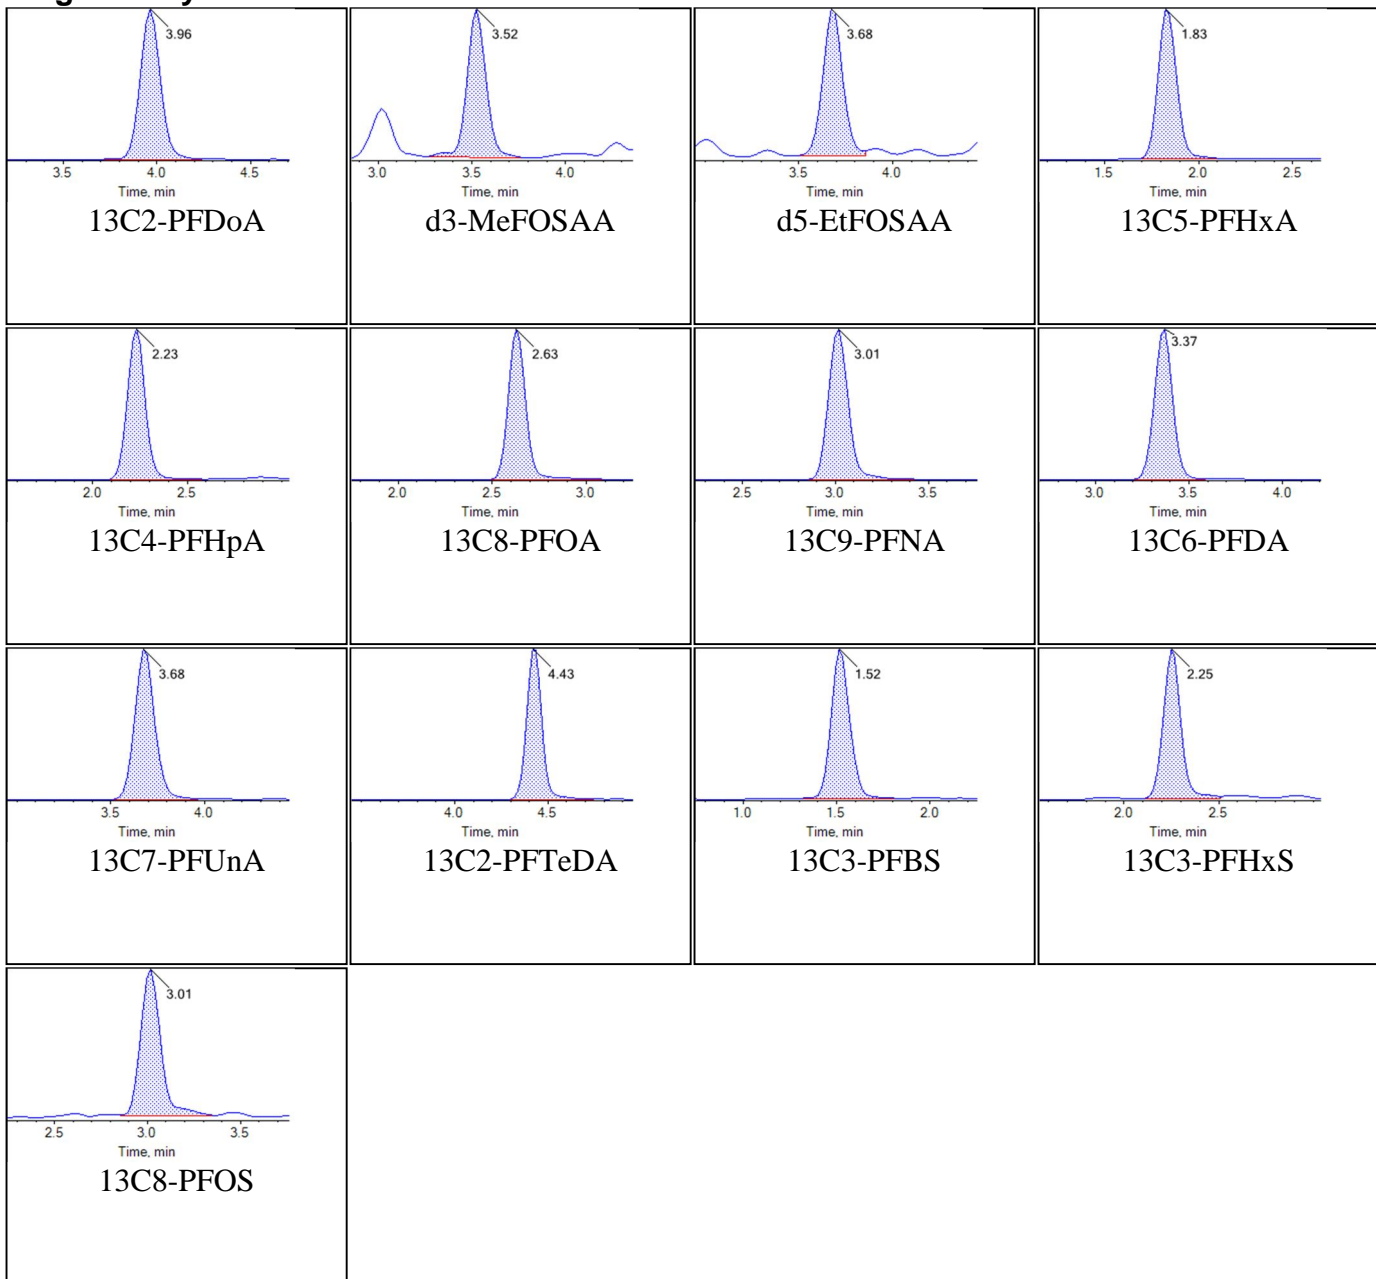 3.96
3.5 4.0 4.5
Time, min
13C2-PFDoA
3.52
3.0 3.5 4.0
Time, min
d3-MeFOSAA
3.68
3.5 4.0
Time, min
d5-EtFOSAA
1.83
1.5 2.0 2.5
Time, min
13C5-PFHxA
2.23
2.0 2.5
Time, min
13C4-PFHpA
2.63
2.0 2.5 3.0
Time, min
13C8-PFOA
3.01
2.5 3.0 3.5
Time, min
13C9-PFNA
3.37
3.0 3.5 4.0
Time, min
13C6-PFDA
3.68
3.5 4.0
Time, min
13C7-PFUnA
4.43
4.0 4.5
Time, min
13C2-PFTeDA
1.52
1.0 1.5 2.0
Time, min
13C3-PFBS
2.25
2.0 2.5
Time, min
13C3-PFHxS
3.01
2.5 3.0 3.5
Time, min
13C8-PFOS